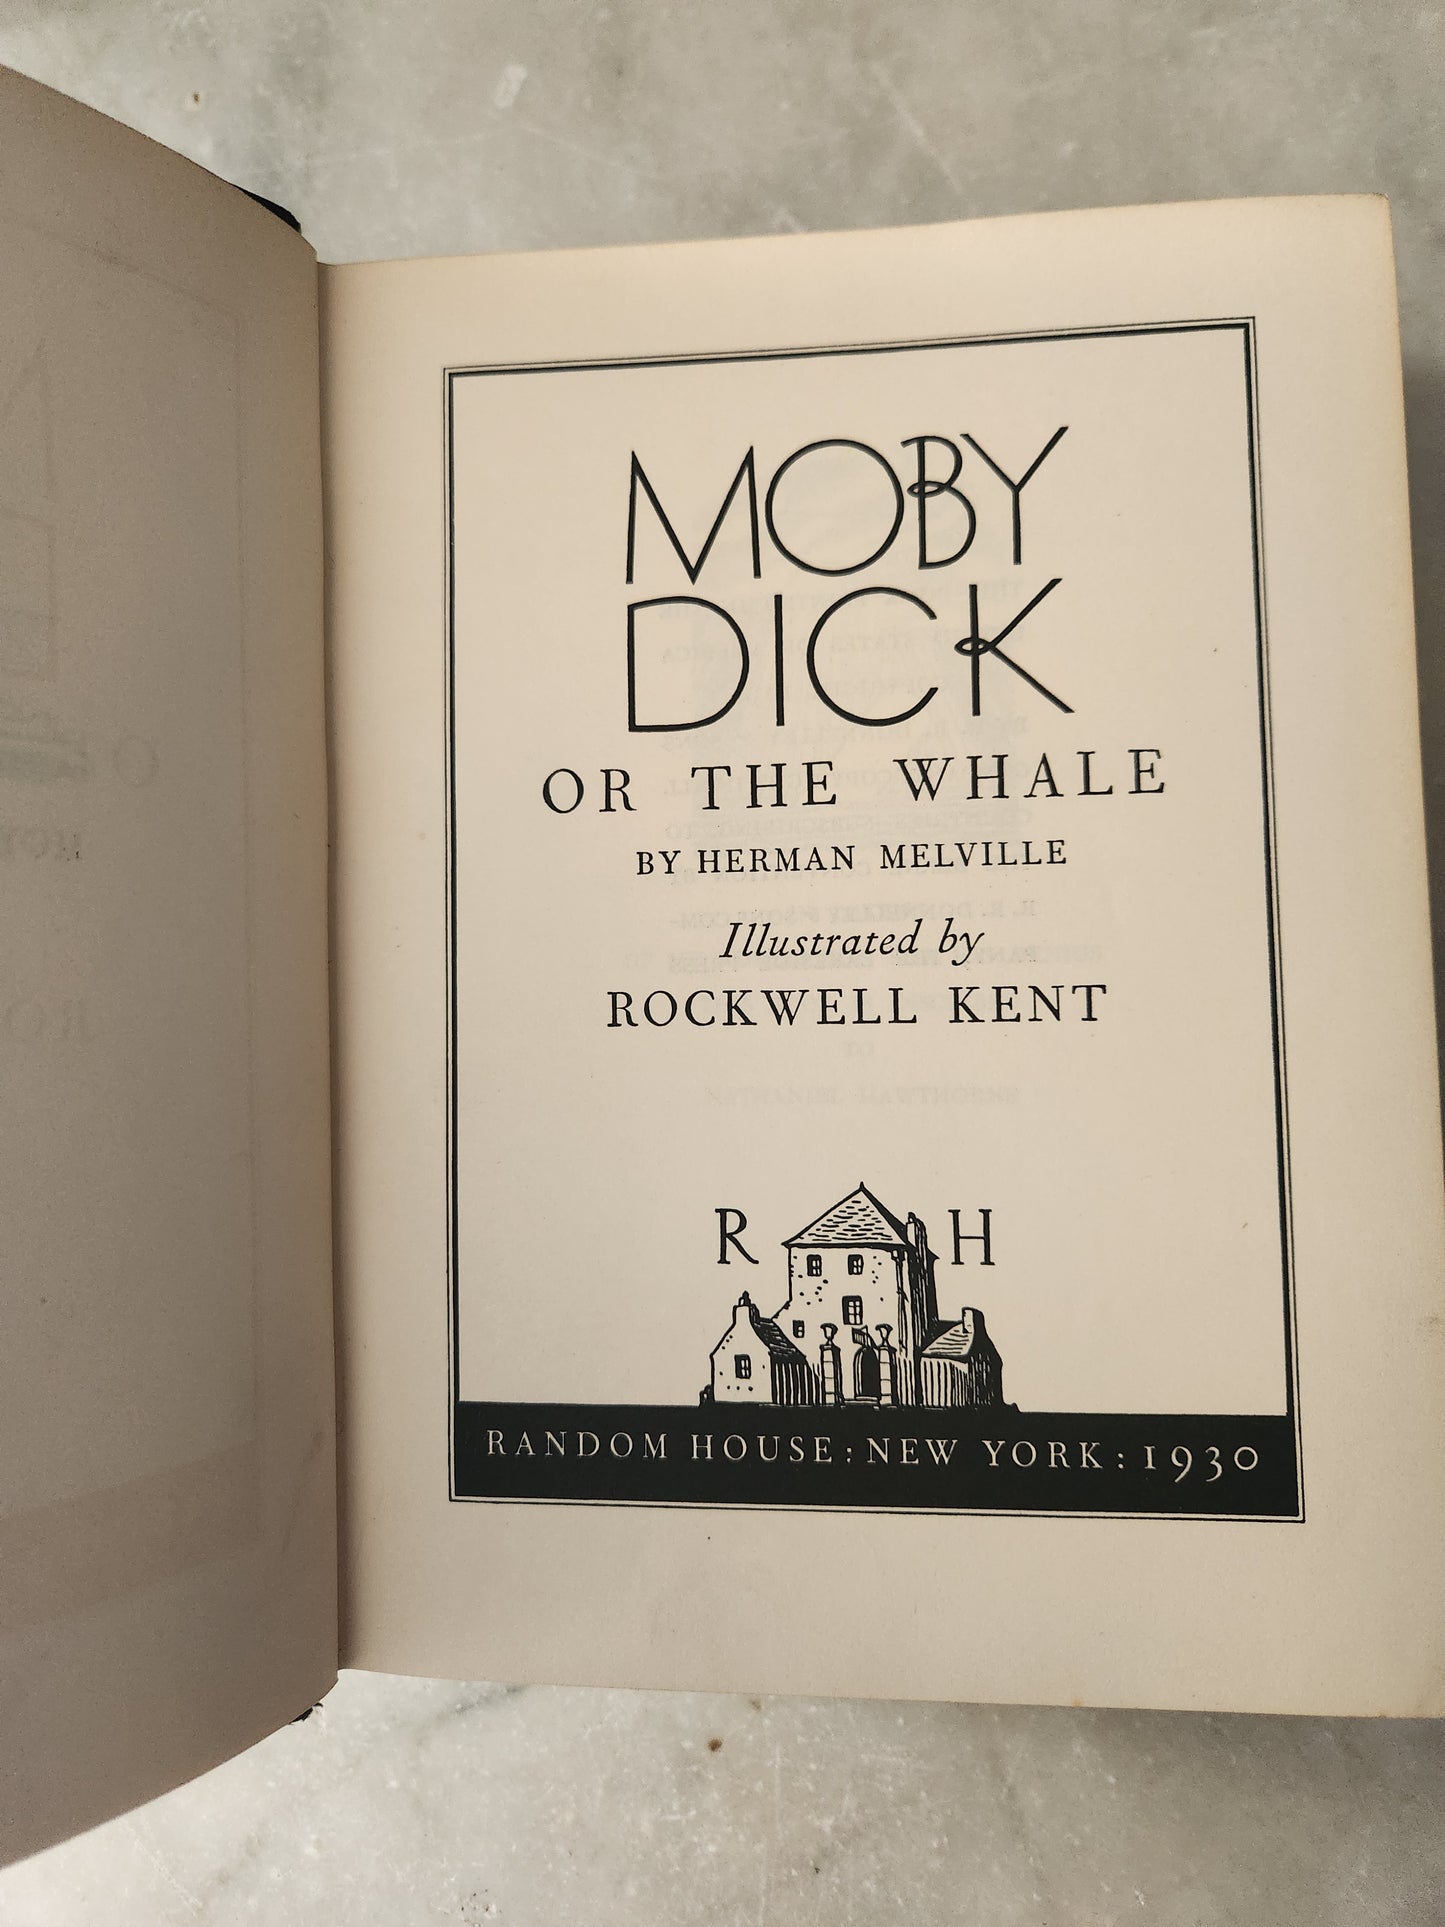 MOBY
DICK
OR THE WHALE
BY HERMAN MELVILLE
Illustrated by
ROCKWELL KENT
R H
RANDOM HOUSE : NEW YORK : 1930